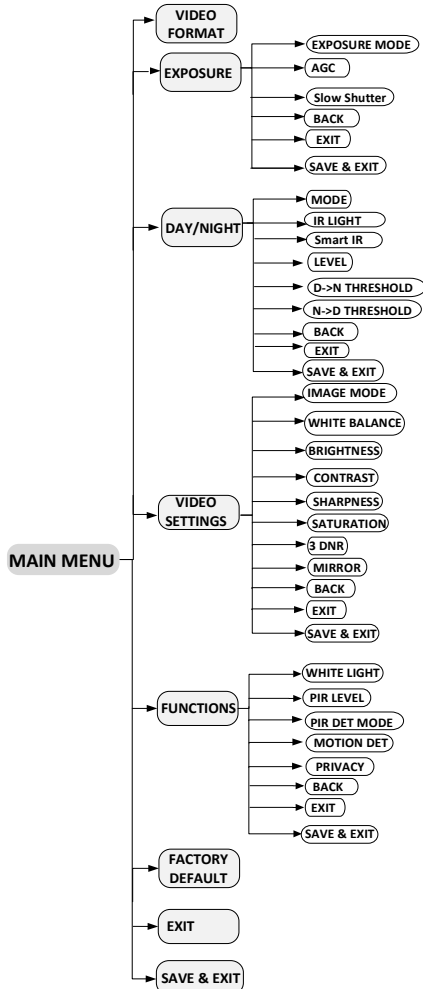 MAIN MENU
VIDEO
FORMAT
EXPOSURE
EXPOSURE MODE
AGC
Slow Shutter
BACK
EXIT
SAVE & EXIT
DAY/NIGHT
MODE
IR LIGHT
Smart IR
LEVEL
D->N THRESHOLD
N->D THRESHOLD
BACK
EXIT
SAVE & EXIT
VIDEO
SETTINGS
IMAGE MODE
WHITE BALANCE
BRIGHTNESS
CONTRAST
SHARPNESS
SATURATION
3 DNR
MIRROR
BACK
EXIT
SAVE & EXIT
FUNCTIONS
WHITE LIGHT
PIR LEVEL
PIR DET MODE
MOTION DET
PRIVACY
BACK
EXIT
SAVE & EXIT
FACTORY
DEFAULT
EXIT
SAVE & EXIT